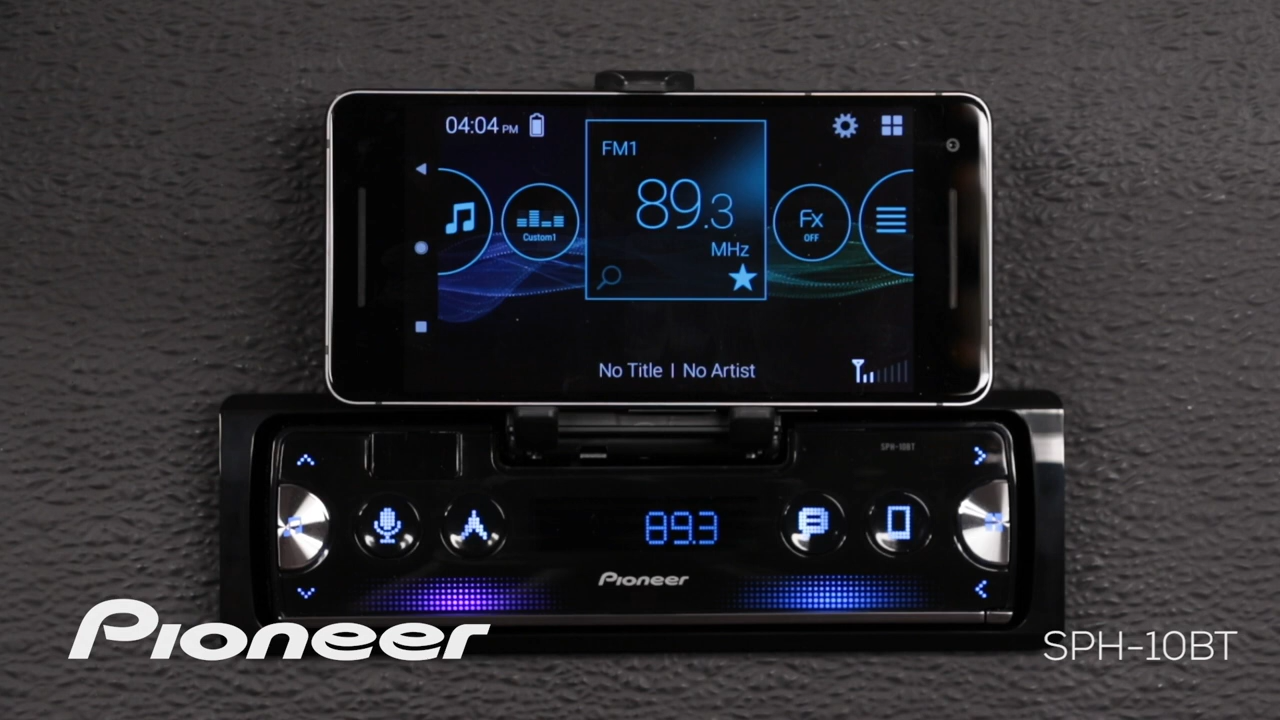 04:04 PM
FM1
89.3
MHz
Custom1
Fx
OFF
No Title | No Artist
SPH-10BT
89.3
Pioneer
Pioneer
SPH-10BT